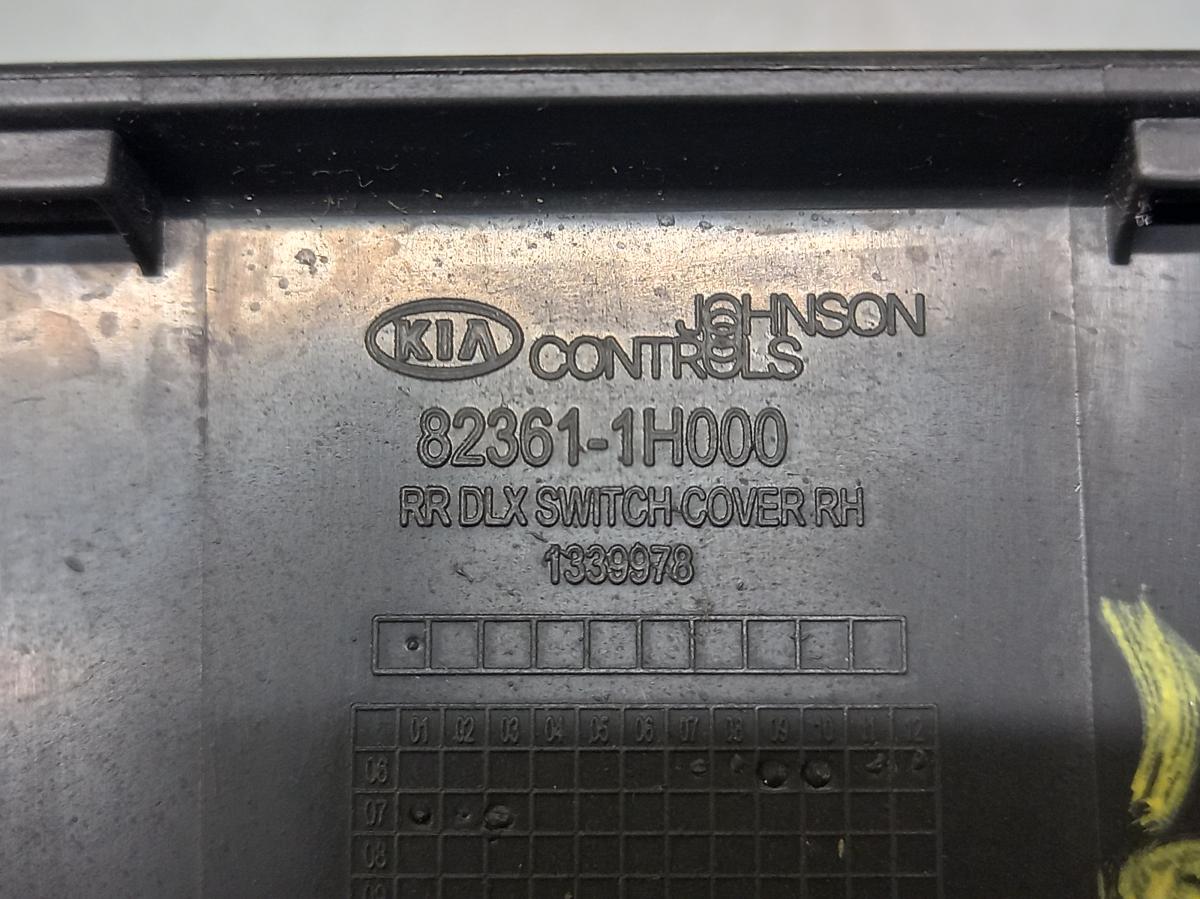 KIA JOHNSON CONTROLS
82361-1H000
RR DLX SWITCH COVER RH
1339978
01 02 03 04 05 06 07 08 09 10 11 12
06
07
08